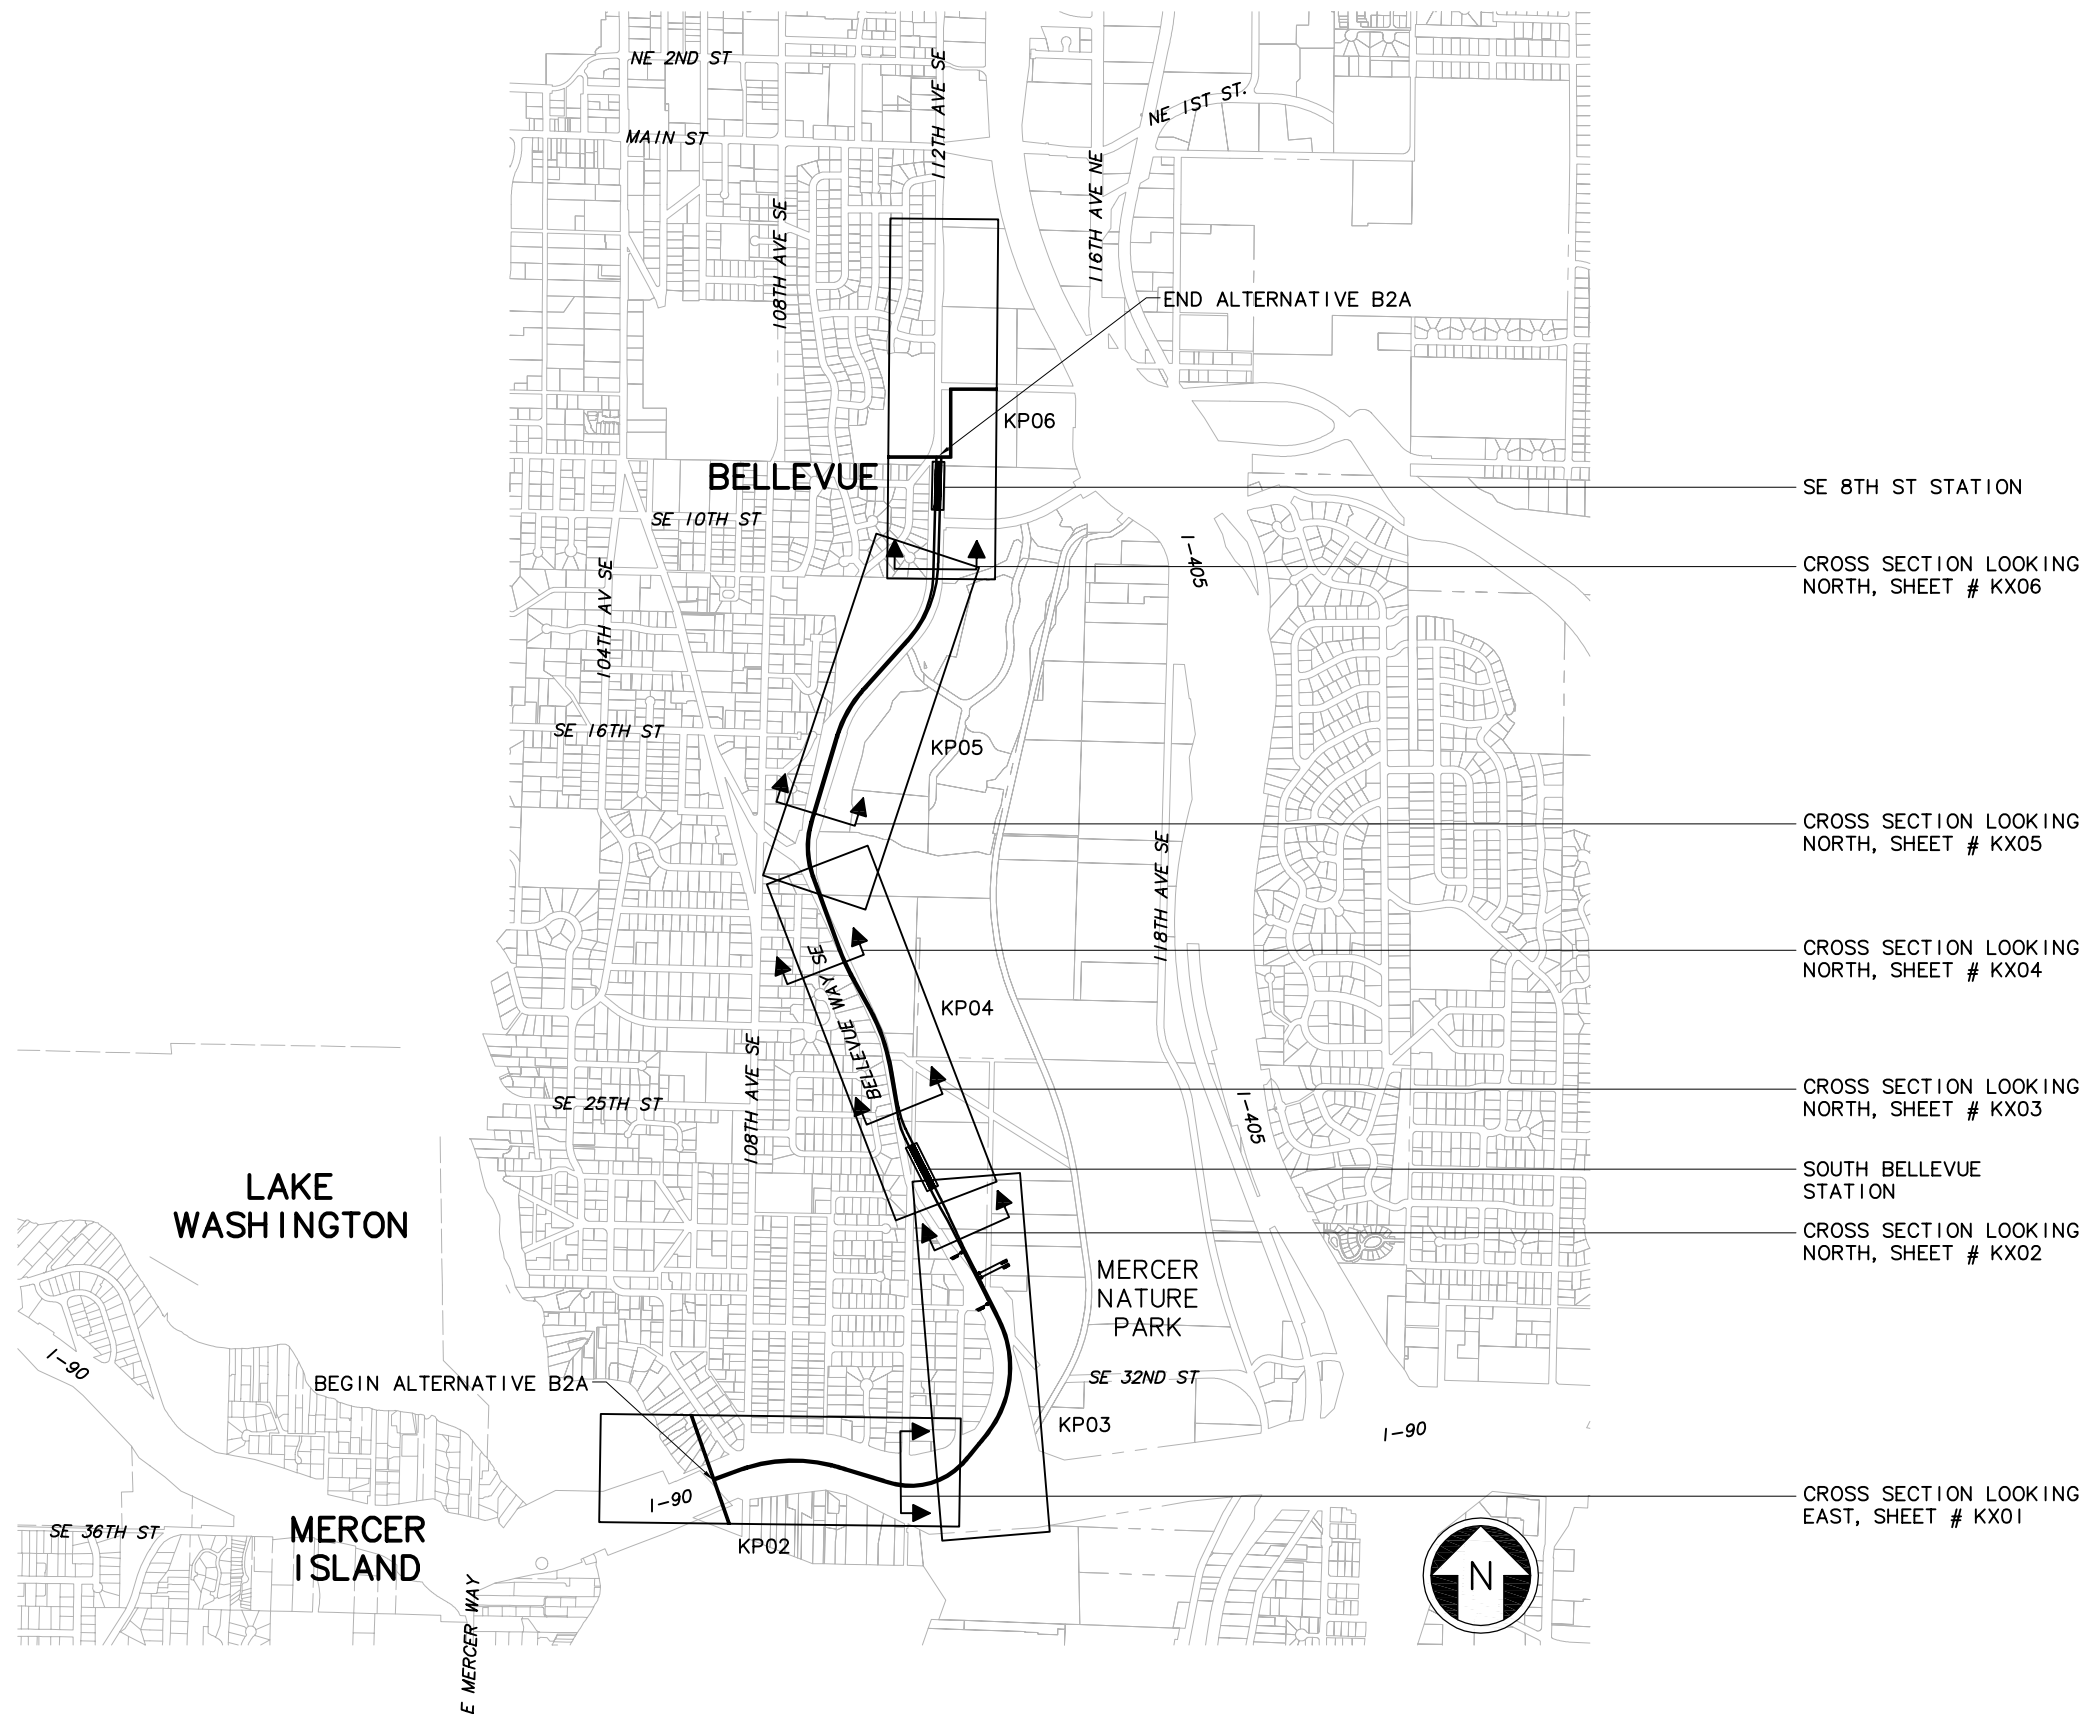 NE 2ND ST
112TH AVE SE
NE 1ST ST.
MAIN ST
116TH AVE NE
108TH AVE SE
END ALTERNATIVE B2A
KP06
BELLEVUE
SE 8TH ST STATION
SE 10TH ST
I-405
CROSS SECTION LOOKING
NORTH, SHEET # KX06
104TH AV SE
SE 16TH ST
KP05
CROSS SECTION LOOKING
NORTH, SHEET # KX05
118TH AVE SE
BELLEVUE WAY SE
CROSS SECTION LOOKING
NORTH, SHEET # KX04
KP04
108TH AVE SE
SE 25TH ST
I-405
CROSS SECTION LOOKING
NORTH, SHEET # KX03
LAKE
WASHINGTON
SOUTH BELLEVUE
STATION
CROSS SECTION LOOKING
NORTH, SHEET # KX02
MERCER
NATURE
PARK
I-90
BEGIN ALTERNATIVE B2A
SE 32ND ST
KP03
I-90
I-90
CROSS SECTION LOOKING
EAST, SHEET # KX01
SE 36TH ST
MERCER
ISLAND
KP02
N
E MERCER WAY